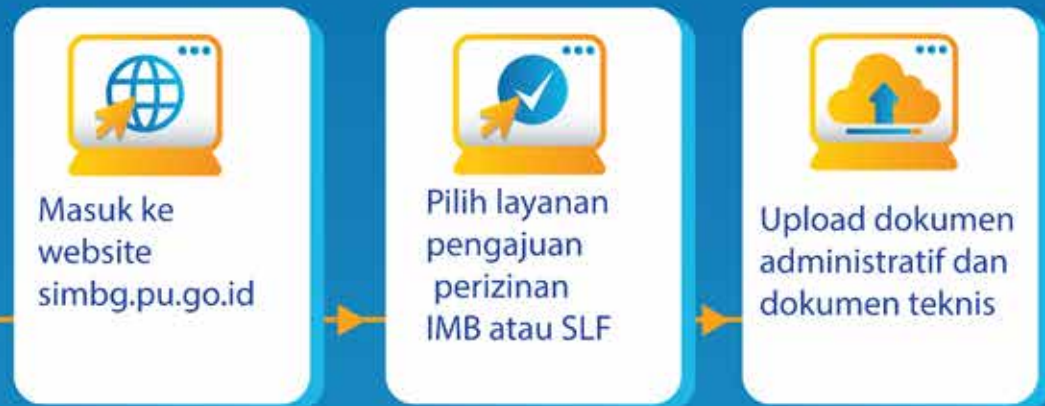 Masuk ke
website
simbg.pu.go.id
Pilih layanan
pengajuan
perizinan
IMB atau SLF
Upload dokumen
administratif dan
dokumen teknis